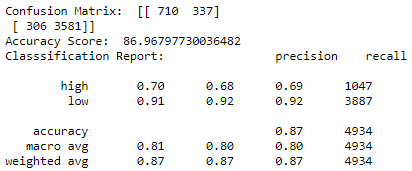 Confusion Matrix:  [[ 710  337]
 [ 306 3581]]
Accuracy Score:  86.96797730036482
Classsification Report:               precision    recall
high       0.70      0.68      0.69      1047
low       0.91      0.92      0.92      3887
accuracy                           0.87      4934
macro avg       0.81      0.80      0.80      4934
weighted avg       0.87      0.87      0.87      4934